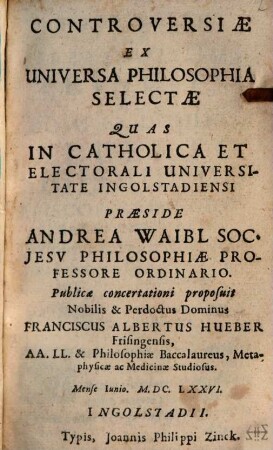 CONTROVERSIÆ
EX
UNIVERSA PHILOSOPHIA
SELECTÆ
QUAS
IN CATHOLICA ET
ELECTORALI UNIVERSI-
TATE INGOLSTADIENSI
PRÆSIDE
ANDREA WAIBL SOC.
JESV PHILOSOPHIÆ PRO-
FESSORE ORDINARIO.
Publicæ concertationi proposuit
Nobilis & Perdoctus Dominus
FRANCISCUS ALBERTUS HUEBER
Frisingensis,
AA. LL. & Philosophiæ Baccalaureus, Meta-
physicæ ac Medicinæ Studiosus.
Mense Iunio. M. DC. LXXVI.
INGOLSTADII.
Typis, Joannis Philippi Zinck.